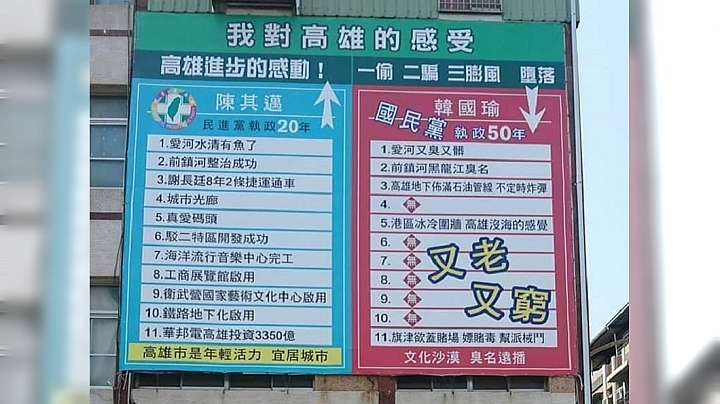 我對高雄的感受
高雄進步的感動！
一偷 二騙 三膨風 墮落
陳其邁
民進黨執政20年
1.愛河水清有魚了
2.前鎮河整治成功
3.謝長廷8年2條捷運通車
4.城市光廊
5.真愛碼頭
6.駁二特區開發成功
7.海洋流行音樂中心完工
8.工商展覽館啟用
9.衛武營國家藝術文化中心啟用
10.鐵路地下化啟用
11.華邦電高雄投資3350億
高雄市是年輕活力 宜居城市
韓國瑜
國民黨 執政50年
1.愛河又臭又髒
2.前鎮河黑龍江臭名
3.高雄地下佈滿石油管線 不定時炸彈
4. 無
5.港區冰冷圍牆 高雄沒海的感覺
6. 無
7. 無
8. 無
9. 無
10. 無
又老
又窮
11.旗津欲蓋賭場 嫖賭毒 幫派械鬥
文化沙漠 臭名遠播